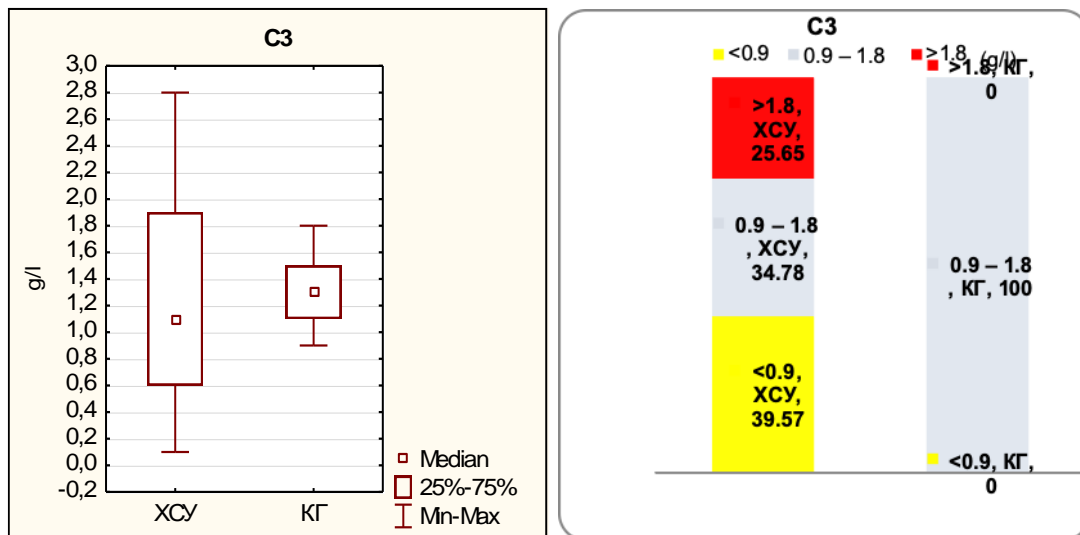 C3
3,0
2,8
2,6
2,4
2,2
2,0
1,8
1,6
1,4
1,2
1,0
0,8
0,6
0,4
0,2
0,0
-0,2
g/l
ХСУ КГ
Median
25%-75%
Min-Max
C3
<0.9 0.9 – 1.8 >1.8 (g/l)
>1.8, КГ,
0
>1.8,
ХСУ,
25.65
0.9 – 1.8
, ХСУ,
34.78
0.9 – 1.8
, КГ, 100
<0.9,
ХСУ,
39.57
<0.9, КГ,
0